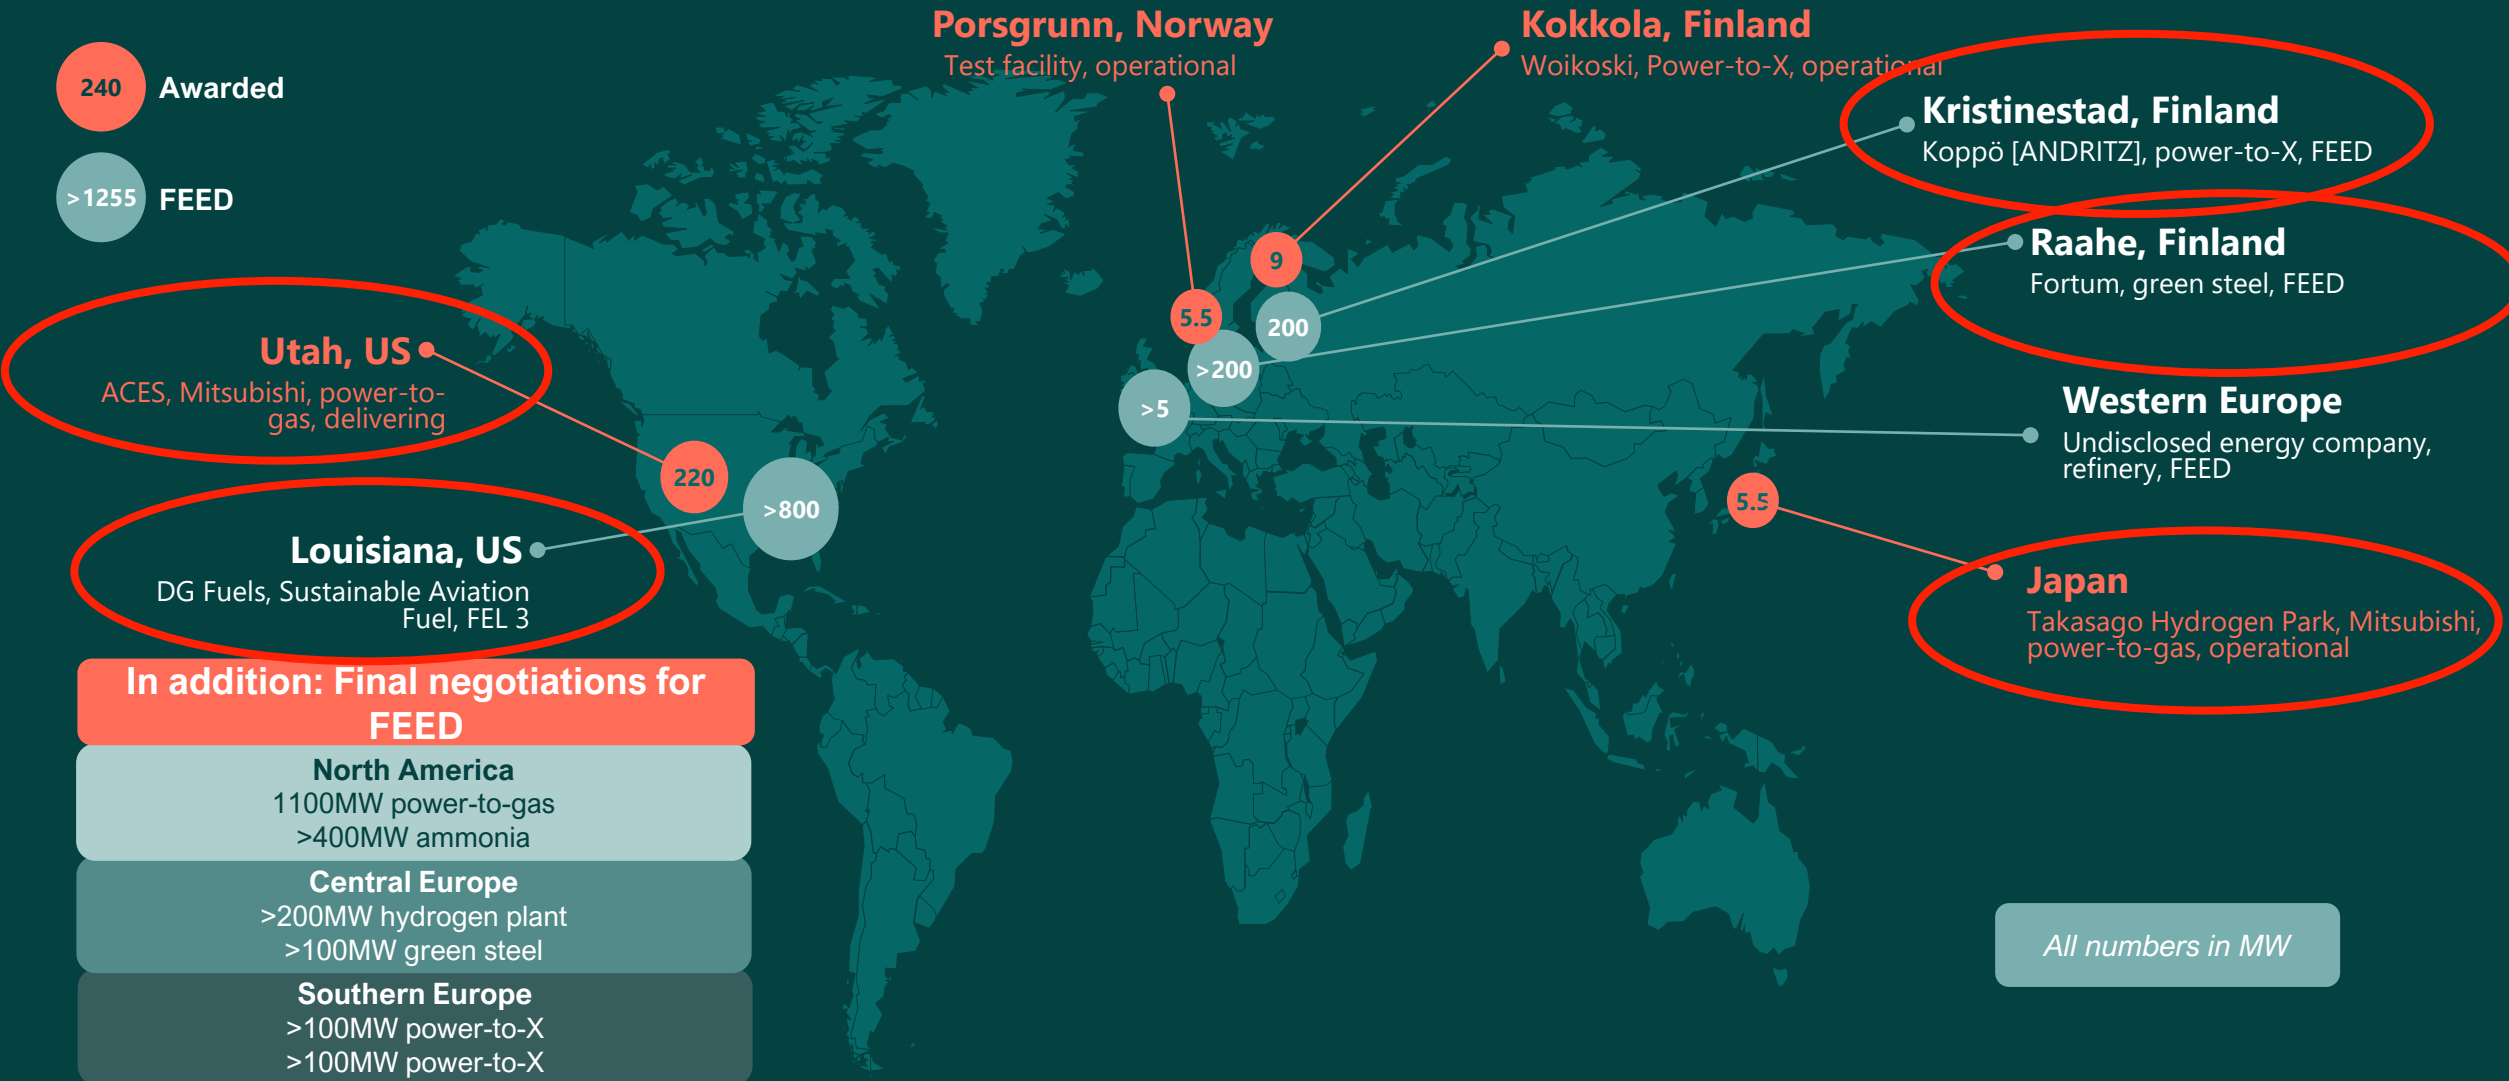 Porsgrunn, Norway
Test facility, operational
Kokkola, Finland
Woikoski, Power-to-X, operational
240
Awarded
>1255
FEED
Kristinestad, Finland
Koppö [ANDRITZ], power-to-X, FEED
Raahe, Finland
Fortum, green steel, FEED
9
5.5
200
>200
>5
Utah, US
ACES, Mitsubishi, power-to-
gas, delivering
220
>800
Louisiana, US
DG Fuels, Sustainable Aviation
Fuel, FEL 3
Western Europe
Undisclosed energy company,
refinery, FEED
5.5
Japan
Takasago Hydrogen Park, Mitsubishi,
power-to-gas, operational
In addition: Final negotiations for
FEED
North America
1100MW power-to-gas
>400MW ammonia
Central Europe
>200MW hydrogen plant
>100MW green steel
Southern Europe
>100MW power-to-X
>100MW power-to-X
All numbers in MW